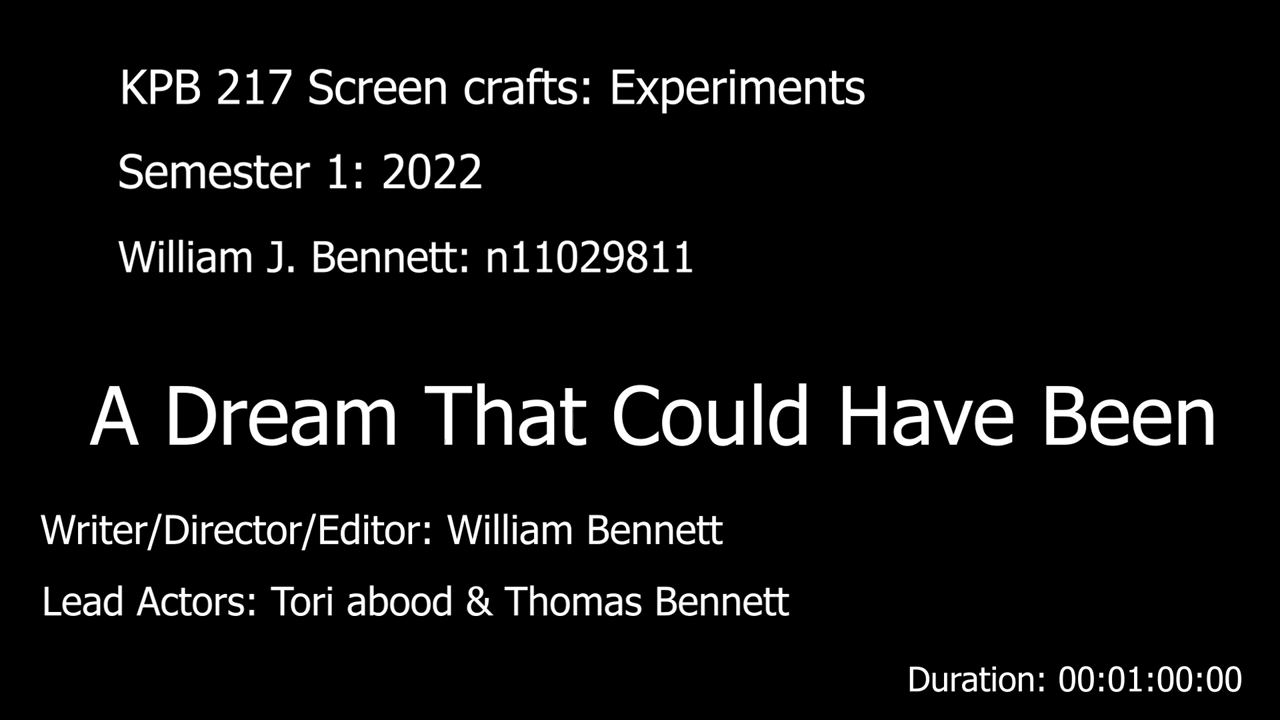 KPB 217 Screen crafts: Experiments
Semester 1: 2022
William J. Bennett: n11029811
A Dream That Could Have Been
Writer/Director/Editor: William Bennett
Lead Actors: Tori abood & Thomas Bennett
Duration: 00:01:00:00